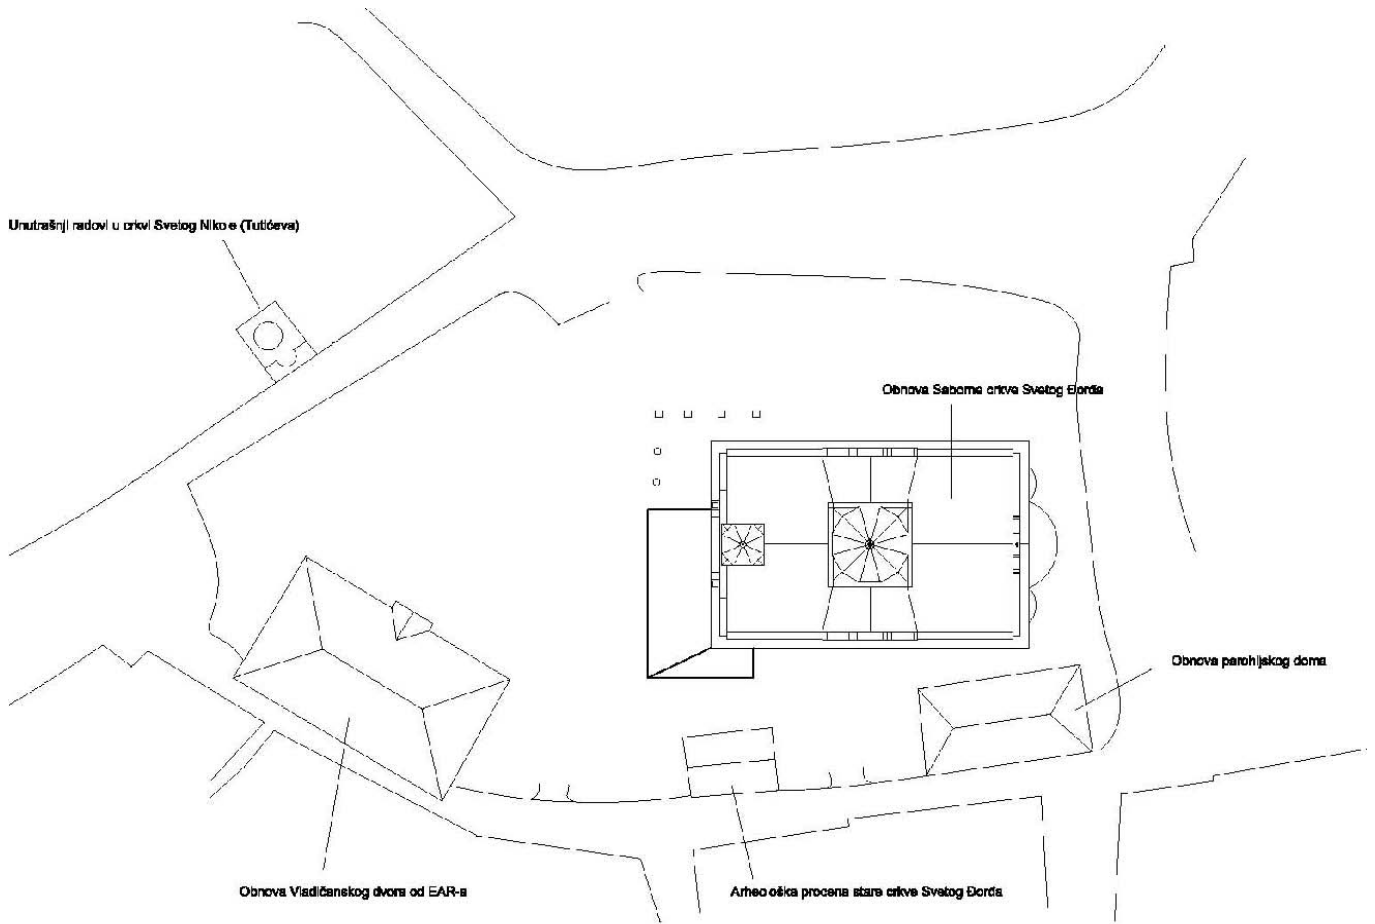 Unutrašnji radovi u crkvi Svetog Nikole (Tutićeva)
Obnova Saborne crkve Svetog Đorđa
Obnova parohijskog doma
Obnova Vladičanskog dvora od EAR-a
Arheološka procena stare crkve Svetog Đorđa